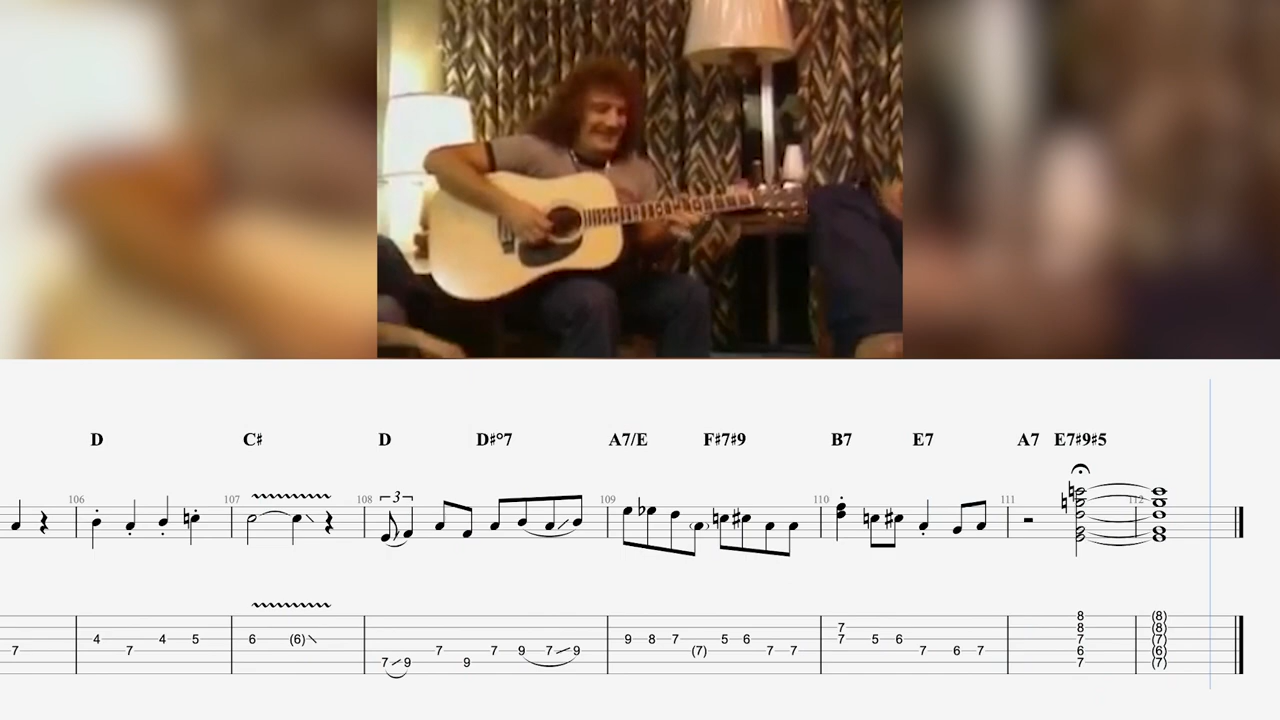 D C♯ D D♯°7 A7/E F♯7♯9 B7 E7 A7 E7♯9♯5
106 107 3 108 109 110 111 112
8 (8)
7 8 (8)
4 4 5 6 (6) 9 8 7 5 6 7 5 6 7 (7)
7 7 7 7 9 7 9 (7) 7 7 7 6 7 6 (6)
7 9 9 7 (7)